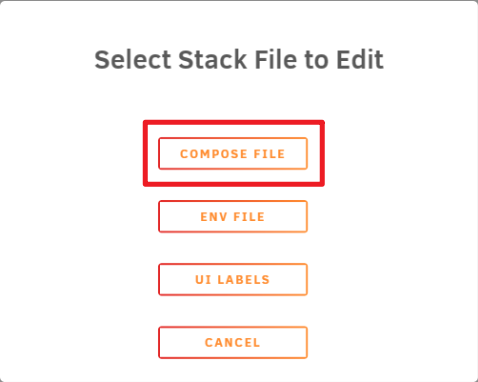 Select Stack File to Edit
COMPOSE FILE
ENV FILE
UI LABELS
CANCEL